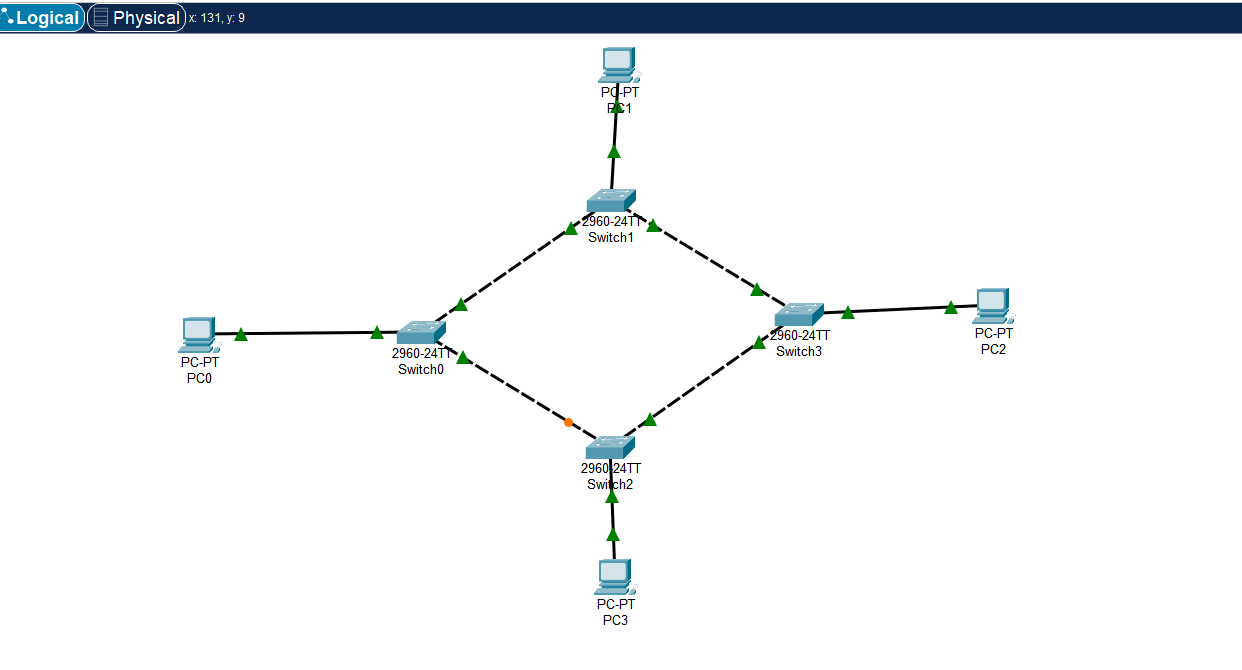 Logical
Physical
x: 131, y: 9
PC-PT
PC1
2960-24TT
Switch1
2960-24TT
Switch3
PC-PT
PC2
2960-24TT
Switch0
PC-PT
PC0
2960-24TT
Switch2
PC-PT
PC3